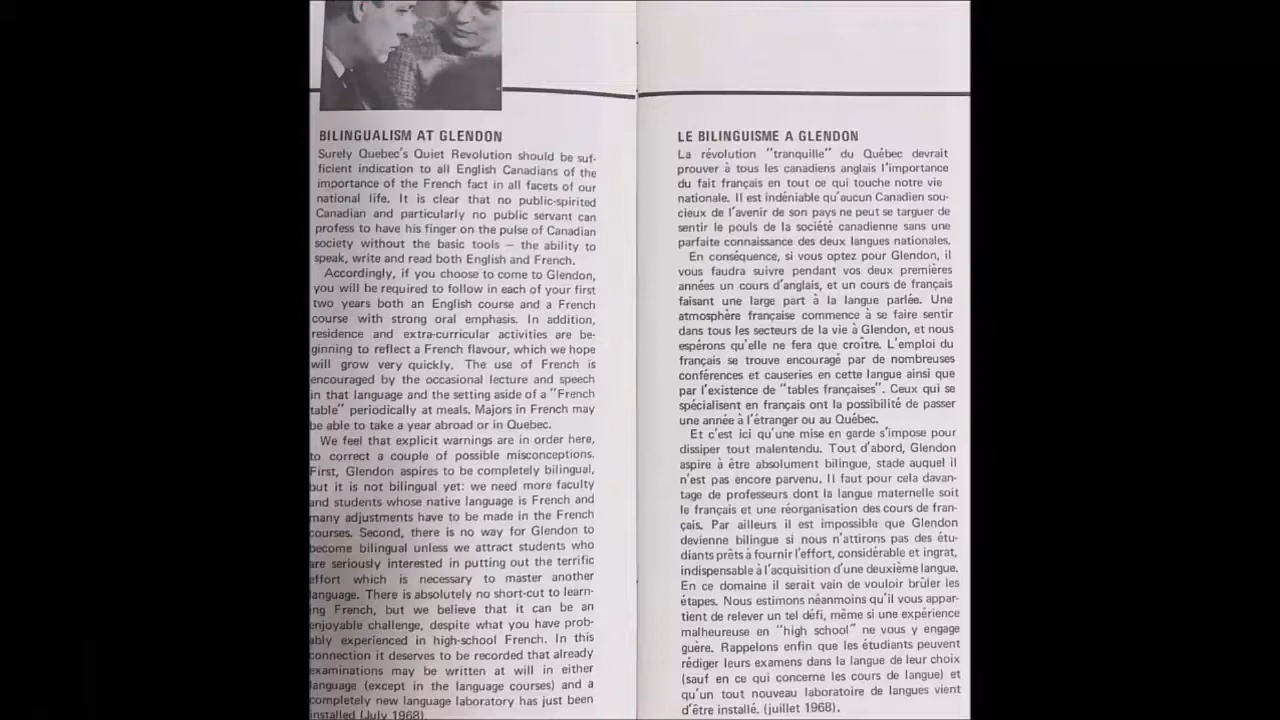 BILINGUALISM AT GLENDON
Surely Quebec's Quiet Revolution should be suf-
ficient indication to all English Canadians of the
importance of the French fact in all facets of our
national life. It is clear that no public-spirited
Canadian and particularly no public servant can
profess to have his finger on the pulse of Canadian
society without the basic tools — the ability to
speak, write and read both English and French.
Accordingly, if you choose to come to Glendon,
you will be required to follow in each of your first
two years both an English course and a French
course with strong oral emphasis. In addition,
residence and extra-curricular activities are be-
ginning to reflect a French flavour, which we hope
will grow very quickly. The use of French is
encouraged by the occasional lecture and speech
in that language and the setting aside of a "French
table" periodically at meals. Majors in French may
be able to take a year abroad or in Quebec.
We feel that explicit warnings are in order here,
to correct a couple of possible misconceptions.
First, Glendon aspires to be completely bilingual,
but it is not bilingual yet: we need more faculty
and students whose native language is French and
many adjustments have to be made in the French
courses. Second, there is no way for Glendon to
become bilingual unless we attract students who
are seriously interested in putting out the terrific
effort which is necessary to master another
language. There is absolutely no short-cut to learn-
ing French, but we believe that it can be an
enjoyable challenge, despite what you have prob-
ably experienced in high-school French. In this
connection it deserves to be recorded that already
examinations may be written at will in either
language (except in the language courses) and a
completely new language laboratory has just been
installed (July 1968).
LE BILINGUISME A GLENDON
La révolution "tranquille" du Québec devrait
prouver à tous les canadiens anglais l'importance
du fait français en tout ce qui touche notre vie
nationale. Il est indéniable qu'aucun Canadien sou-
cieux de l'avenir de son pays ne peut se targuer de
sentir le pouls de la société canadienne sans une
parfaite connaissance des deux langues nationales.
En conséquence, si vous optez pour Glendon, il
vous faudra suivre pendant vos deux premières
années un cours d'anglais, et un cours de français
faisant une large part à la langue parlée. Une
atmosphère française commence à se faire sentir
dans tous les secteurs de la vie à Glendon, et nous
espérons qu'elle ne fera que croître. L'emploi du
français se trouve encouragé par de nombreuses
conférences et causeries en cette langue ainsi que
par l'existence de "tables françaises". Ceux qui se
spécialisent en français ont la possibilité de passer
une année à l'étranger ou au Québec.
Et c'est ici qu'une mise en garde s'impose pour
dissiper tout malentendu. Tout d'abord, Glendon
aspire à être absolument bilingue, stade auquel il
n'est pas encore parvenu. Il faut pour cela davan-
tage de professeurs dont la langue maternelle soit
le français et une réorganisation des cours de fran-
çais. Par ailleurs il est impossible que Glendon
devienne bilingue si nous n'attirons pas des étu-
diants prêts à fournir l'effort, considérable et ingrat,
indispensable à l'acquisition d'une deuxième langue.
En ce domaine il serait vain de vouloir brûler les
étapes. Nous estimons néanmoins qu'il vous appar-
tient de relever un tel défi, même si une expérience
malheureuse en "high school" ne vous y engage
guère. Rappelons enfin que les étudiants peuvent
rédiger leurs examens dans la langue de leur choix
(sauf en ce qui concerne les cours de langue) et
qu'un tout nouveau laboratoire de langues vient
d'être installé. (juillet 1968).